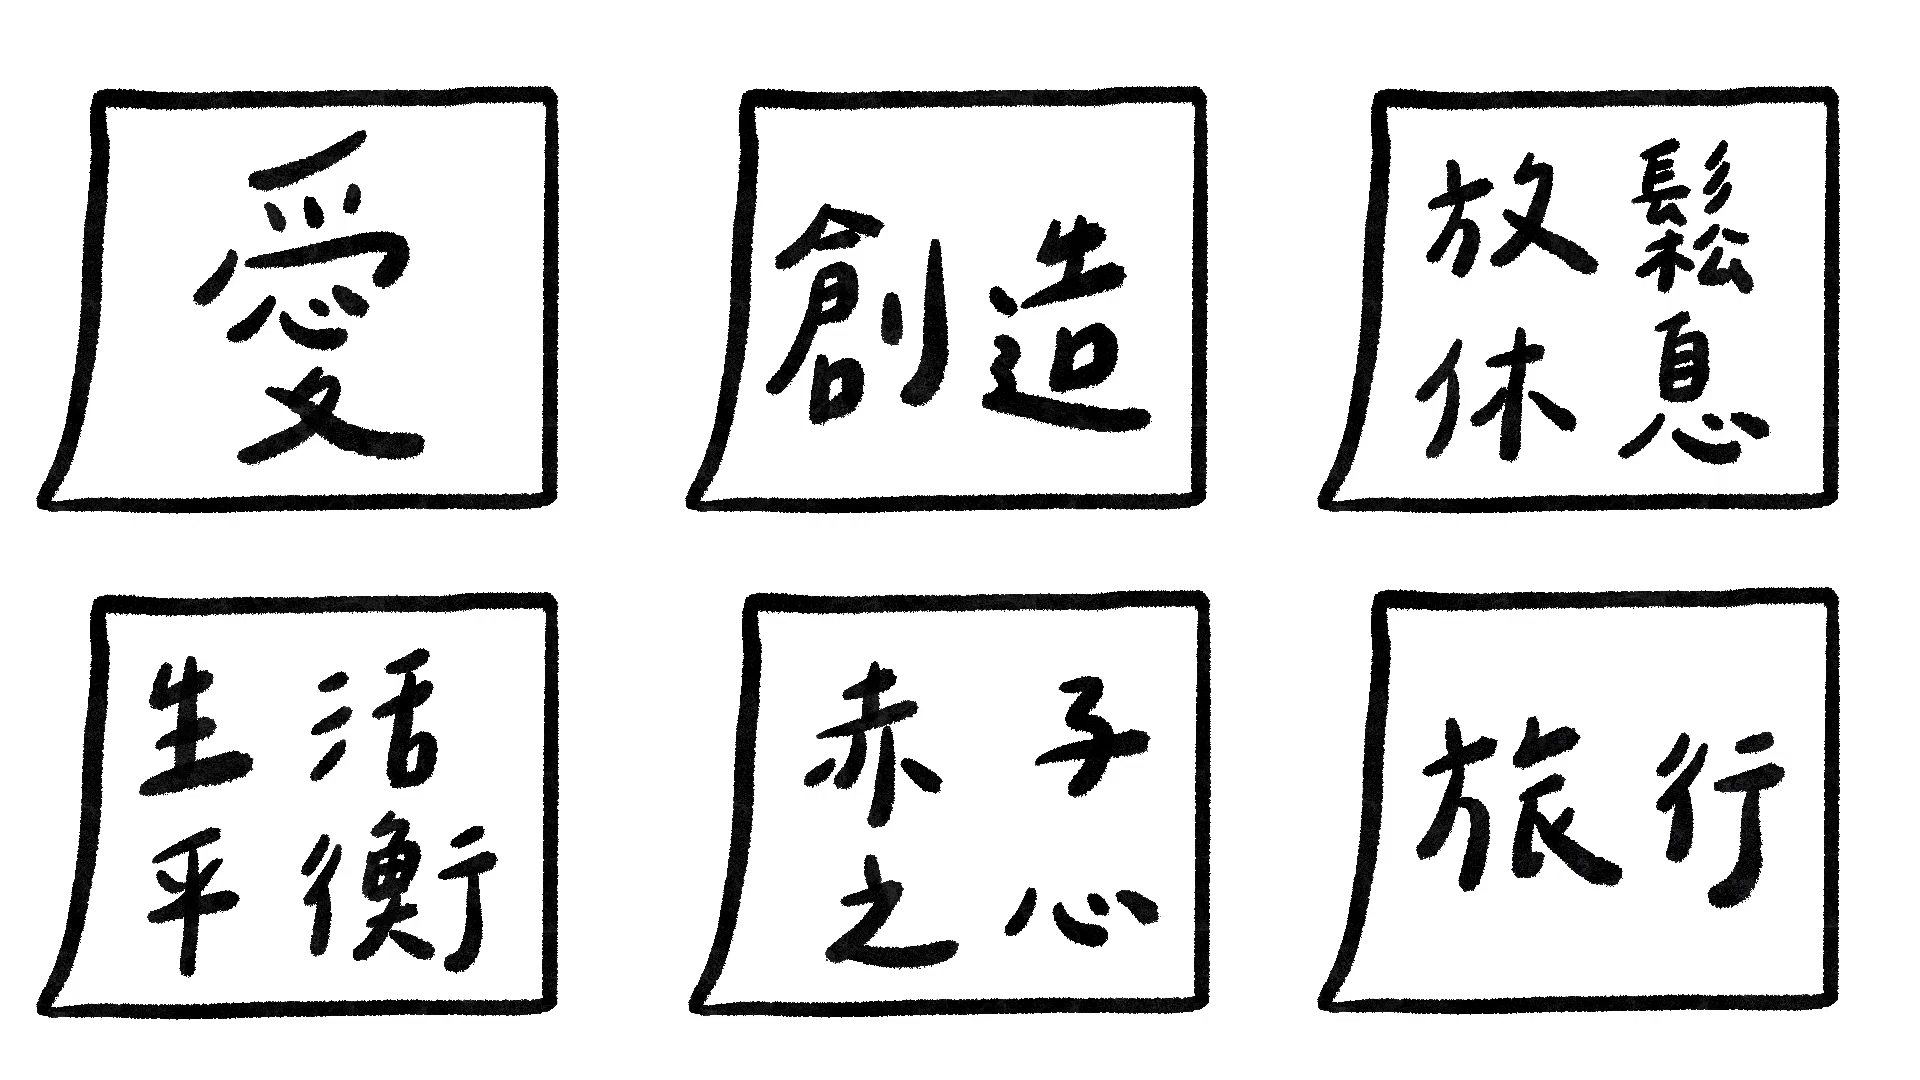 愛
創造
放鬆
休息
生活
平衡
赤子
之心
旅行